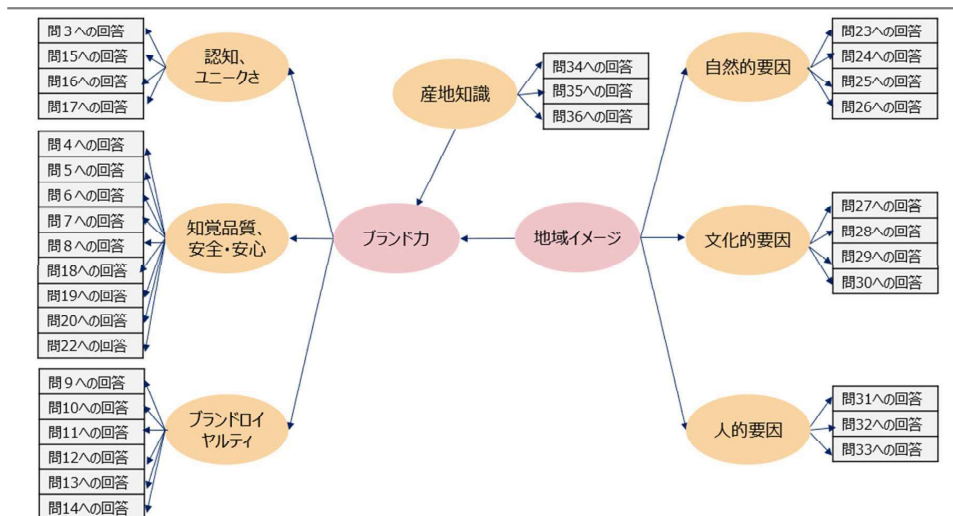 問３への回答
問15への回答
問16への回答
問17への回答
認知、
ユニークさ
問４への回答
問５への回答
問６への回答
問７への回答
問８への回答
問18への回答
問19への回答
問20への回答
問22への回答
知覚品質、
安全・安心
問９への回答
問10への回答
問11への回答
問12への回答
問13への回答
問14への回答
ブランドロイ
ヤルティ
産地知識
問34への回答
問35への回答
問36への回答
ブランド力
地域イメージ
自然的要因
問23への回答
問24への回答
問25への回答
問26への回答
文化的要因
問27への回答
問28への回答
問29への回答
問30への回答
人的要因
問31への回答
問32への回答
問33への回答